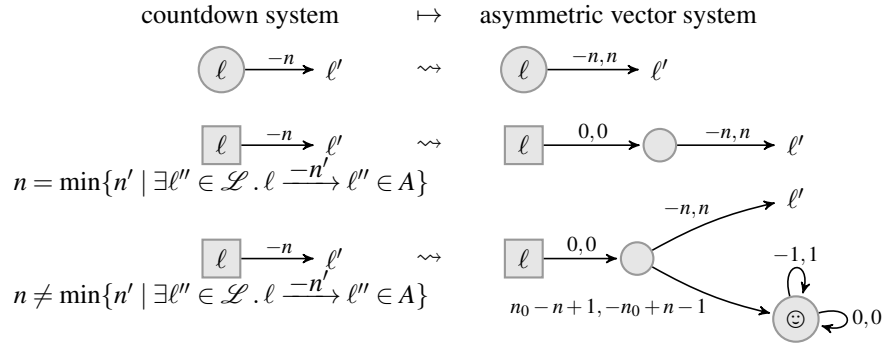 countdown system ↦ asymmetric vector system
ℓ −n ℓ′ ⇝ ℓ −n,n ℓ′
ℓ −n ℓ′ ⇝ ℓ 0,0 −n,n ℓ′
n = min{n′ | ∃ℓ″ ∈ ℒ . ℓ −n′→ ℓ″ ∈ A}
−n,n ℓ′
ℓ −n ℓ′ ⇝ ℓ 0,0 −1,1
n ≠ min{n′ | ∃ℓ″ ∈ ℒ . ℓ −n′→ ℓ″ ∈ A} n₀−n+1,−n₀+n−1 ☺ 0,0